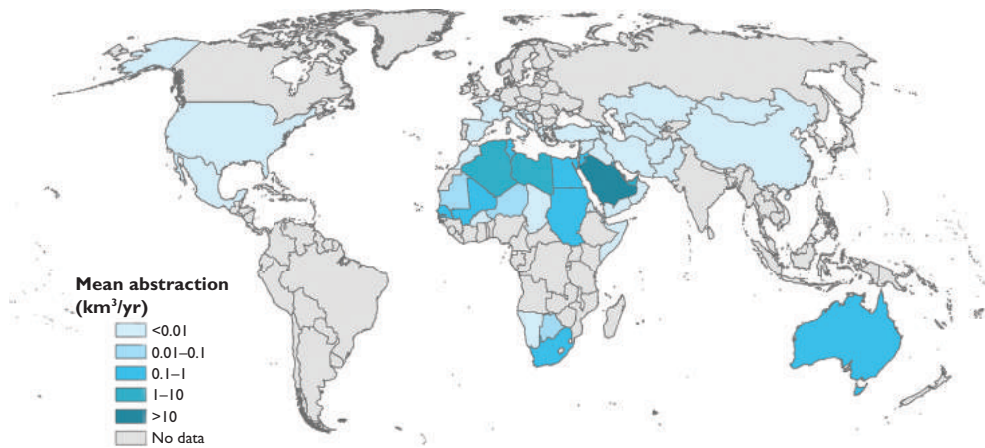 Mean abstraction
(km³/yr)
<0.01
0.01–0.1
0.1–1
1–10
>10
No data